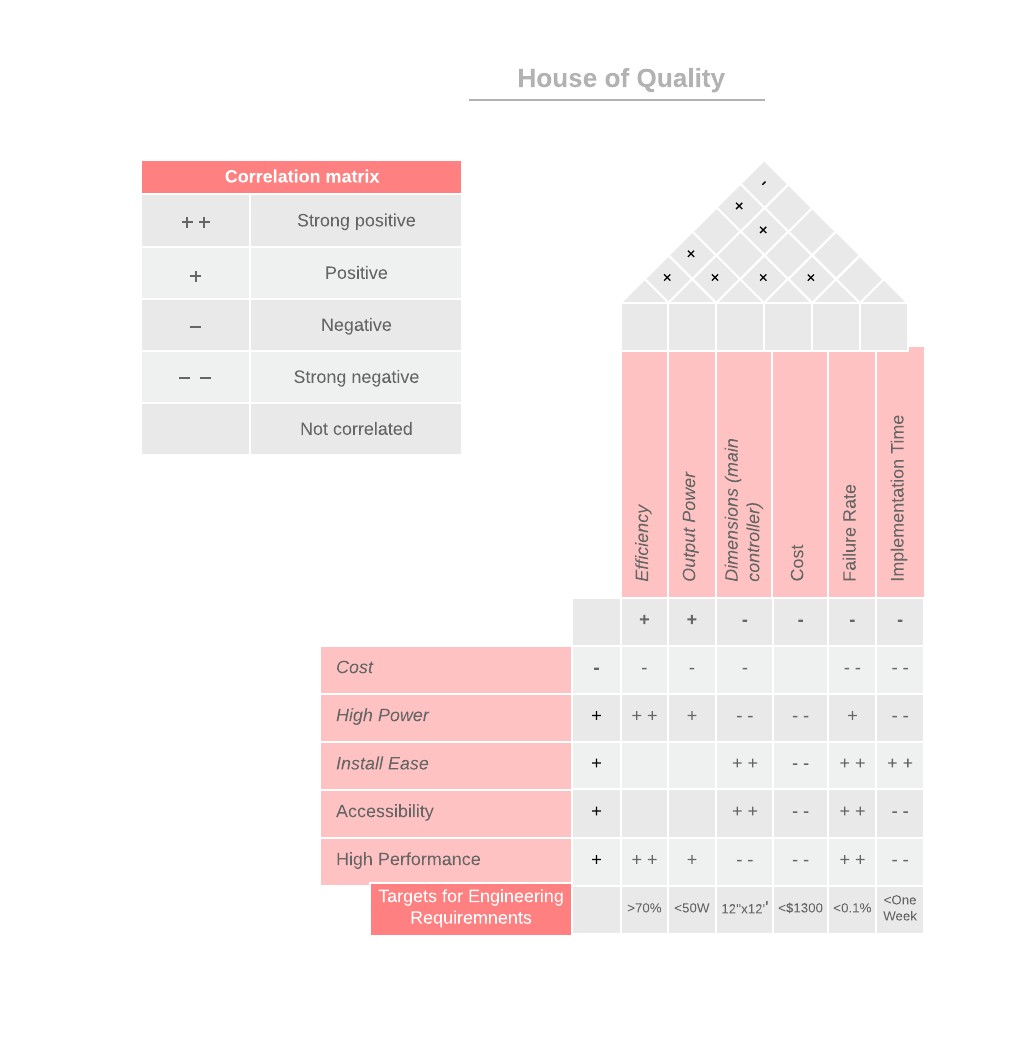 House of Quality
Correlation matrix
+ + Strong positive
+ Positive
− Negative
− − Strong negative
Not correlated
-
×
×
×
× × × ×
Efficiency
Output Power
Dimensions (main
controller)
Cost
Failure Rate
Implementation Time
+ + - - - -
Cost - - - - - - - -
High Power + + + + - - - - + - -
Install Ease + + + - - + + + +
Accessibility + + + - - + + - -
High Performance + + + + - - - - + + - -
Targets for Engineering
Requiremnents
>70% <50W 12"x12'' <$1300 <0.1% <One
Week